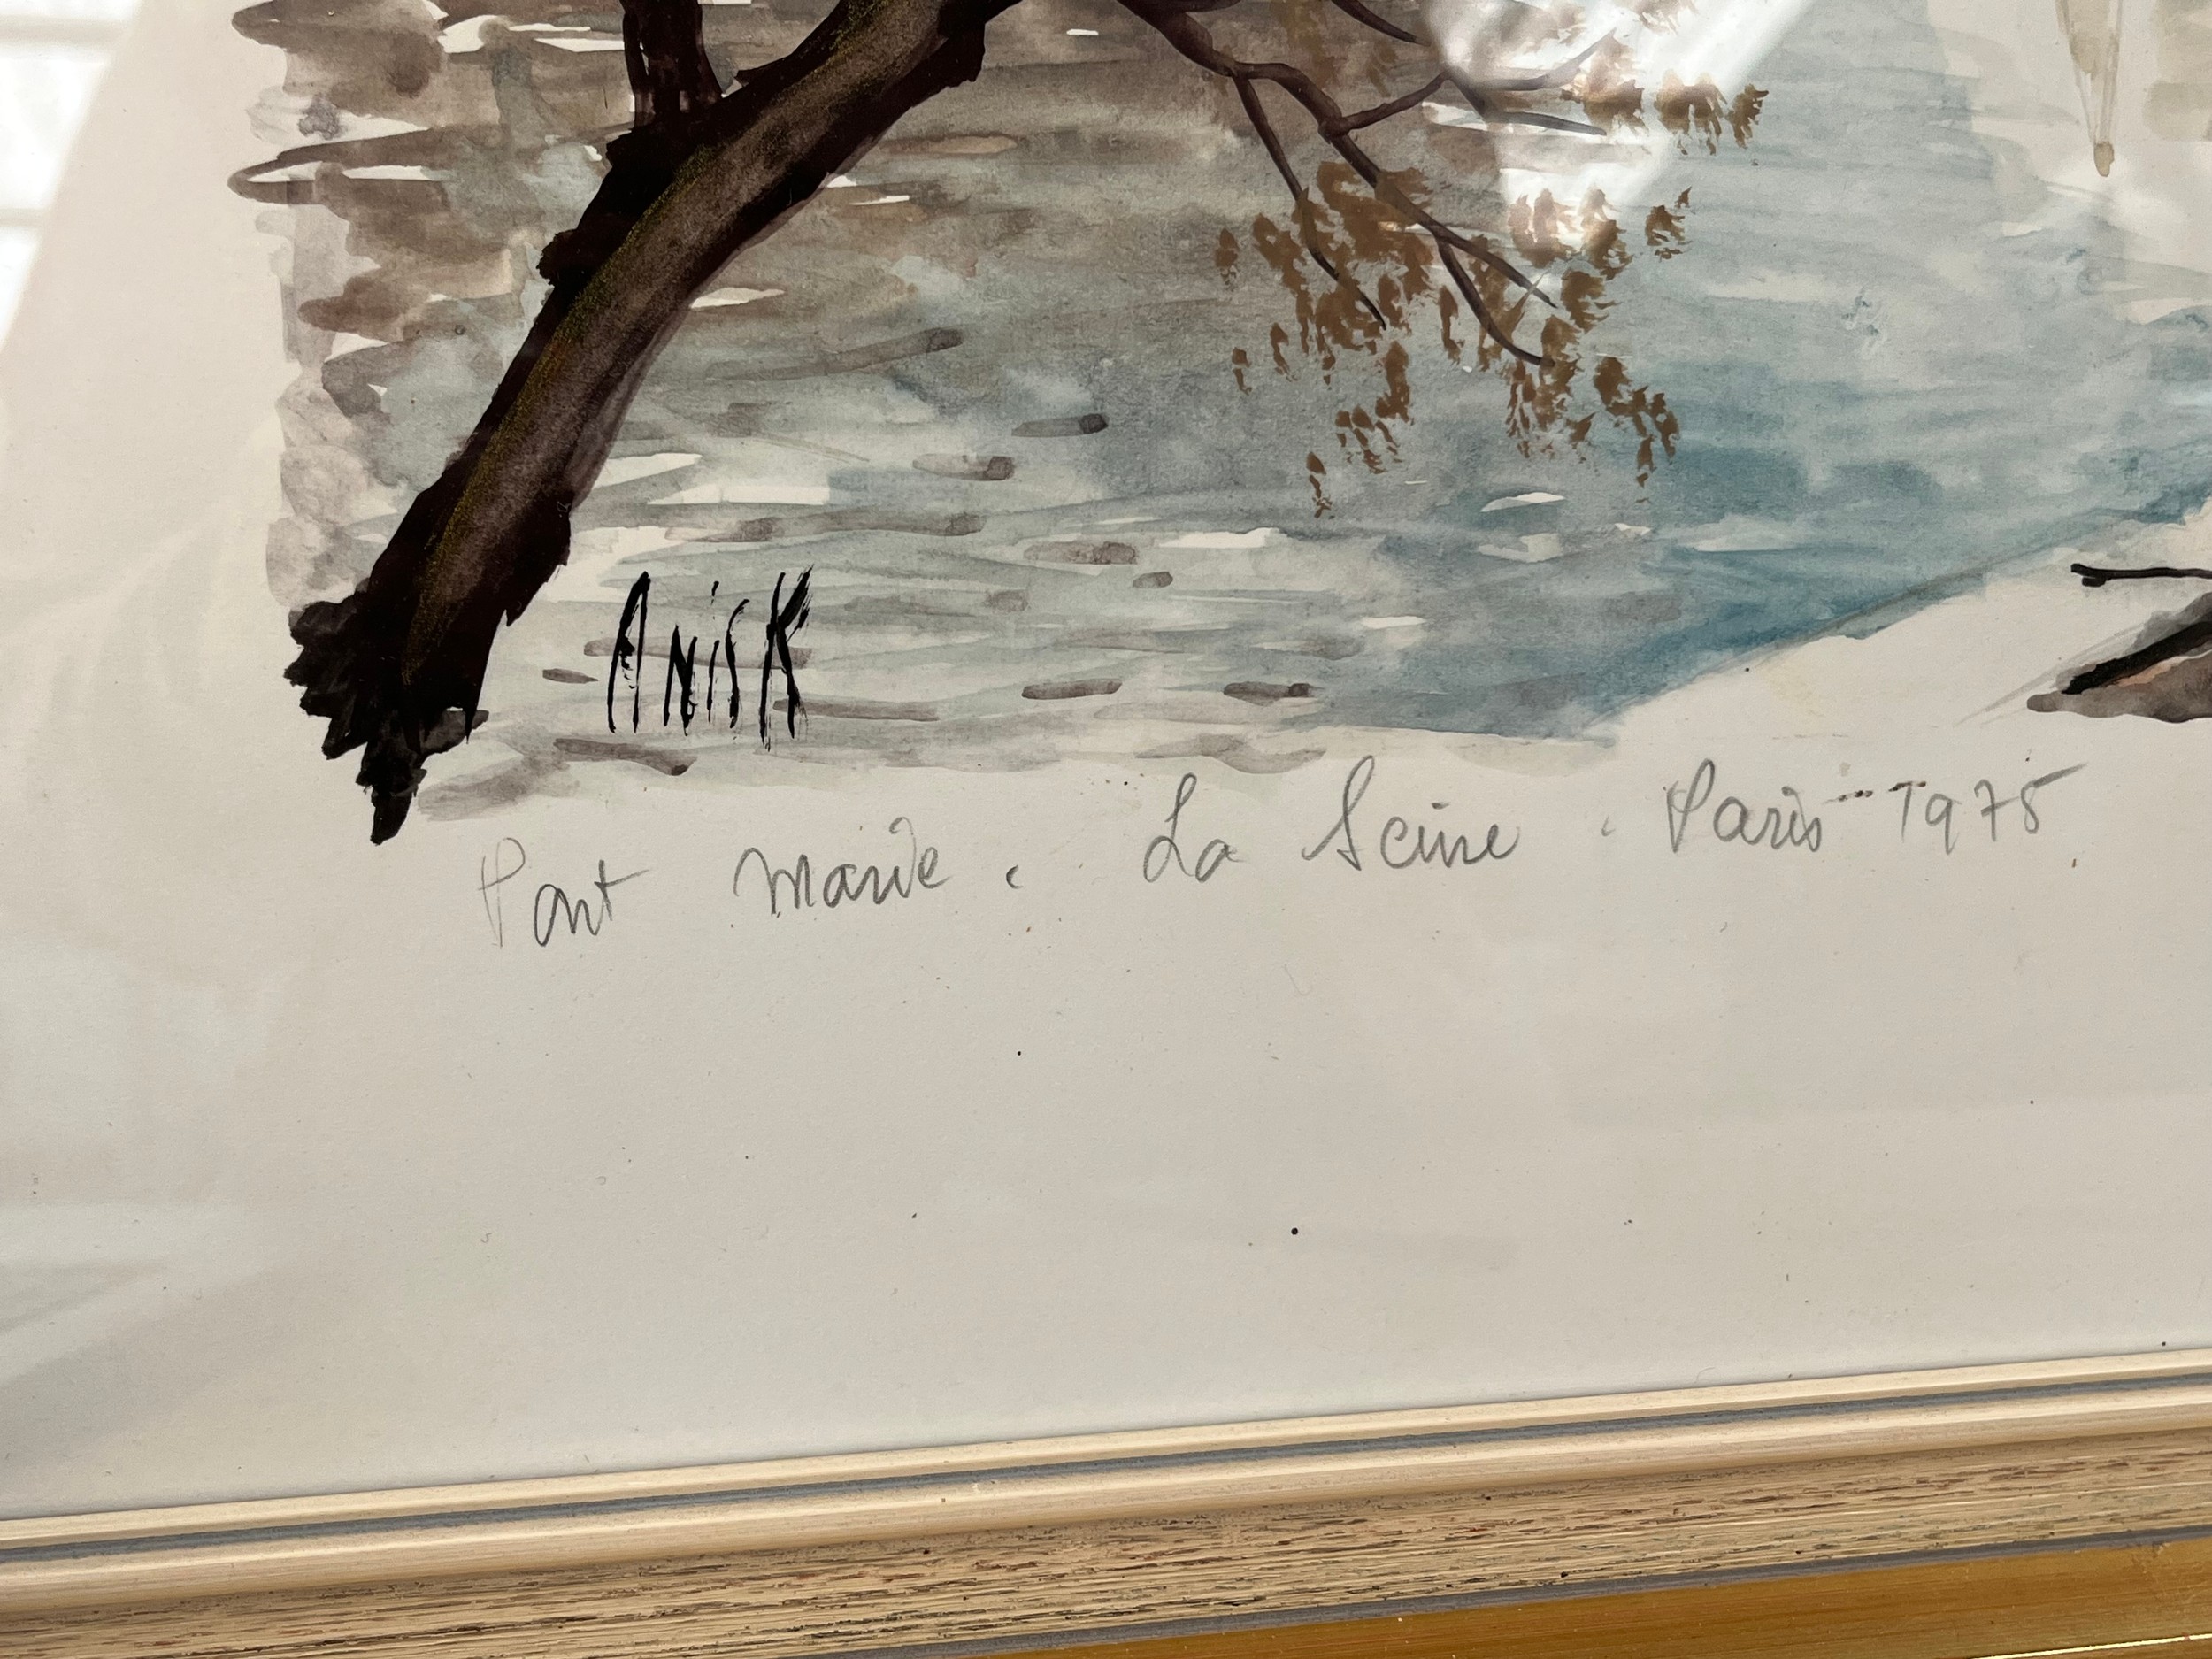 AnisK
Pont Marie. La Seine. Paris - 1975